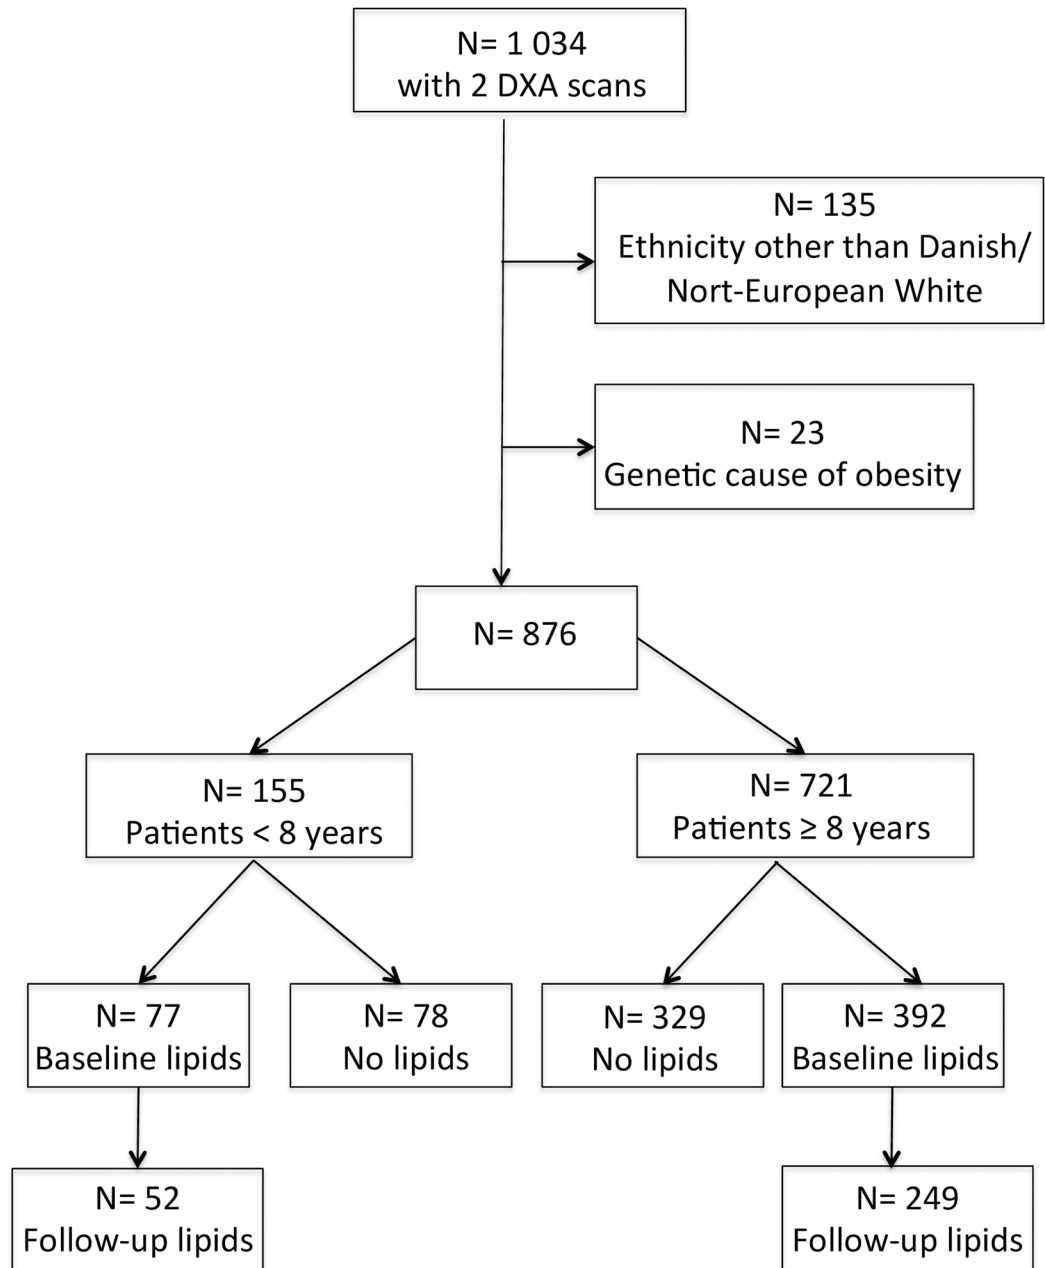 N= 1 034
with 2 DXA scans
N= 135
Ethnicity other than Danish/
Nort-European White
N= 23
Genetic cause of obesity
N= 876
N= 155
Patients < 8 years
N= 721
Patients ≥ 8 years
N= 77
Baseline lipids
N= 78
No lipids
N= 329
No lipids
N= 392
Baseline lipids
N= 52
Follow-up lipids
N= 249
Follow-up lipids